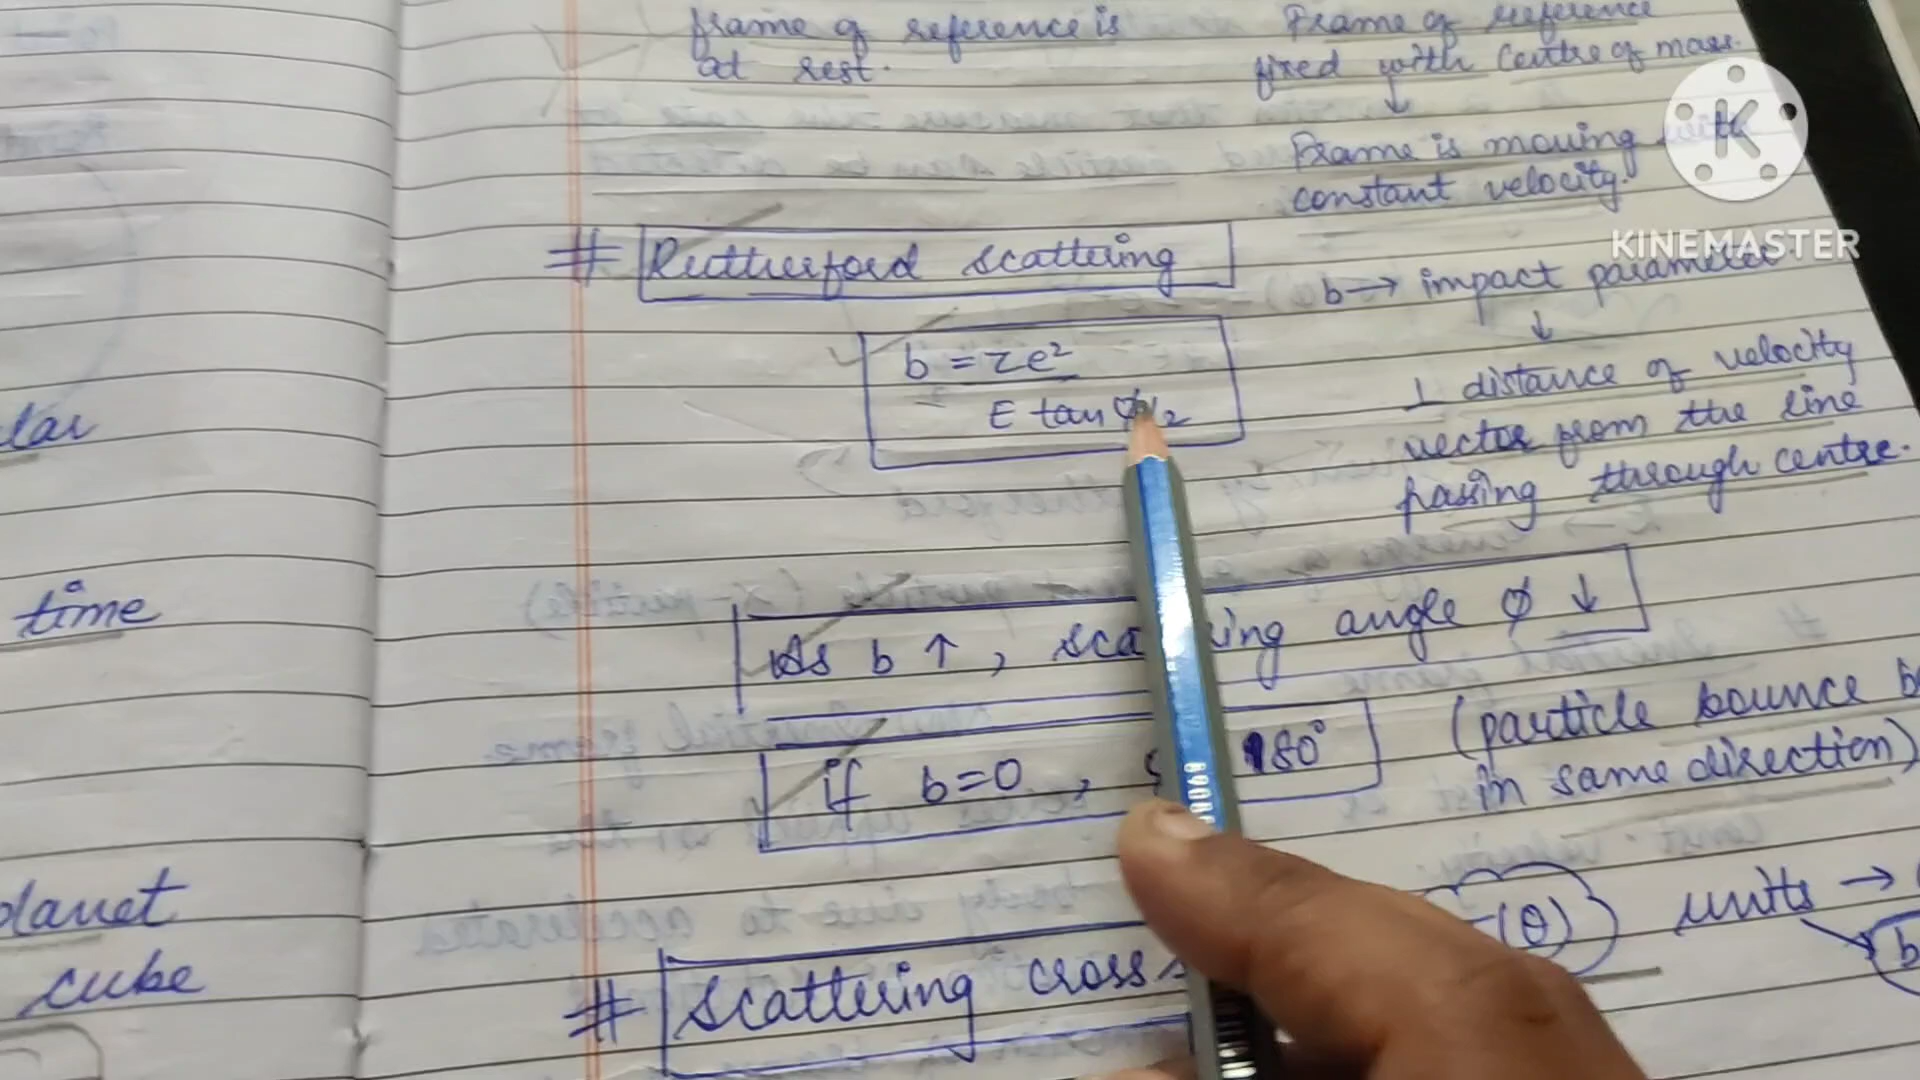 frame of reference is
at rest.
Frame of reference
fixed with Centre of mass.
↓
Frame is moving with
constant velocity.
K
KINEMASTER
# Rutherford scattering
b → impact parameter
↓
⊥ distance of velocity
vector from the line
passing through centre.
b = ze²
E tan φ/2
As b ↑, scattering angle φ ↓
if b=0, 180°
(particle bounce
in same direction)
# scattering cross
(θ)
units →
b
lar
time
planet
cube